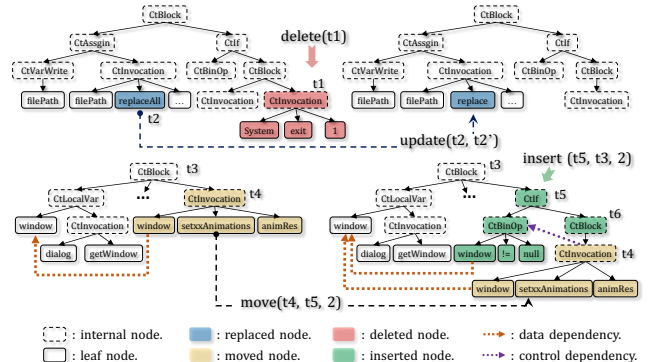 CtBlock
CtAssgin
CtIf
CtVarWrite
CtInvocation
CtBinOp
CtBlock
filePath
filePath
replaceAll
...
CtInvocation
CtInvocation
t1
t2
System
exit
1
delete(t1)
CtBlock
CtAssgin
CtIf
CtVarWrite
CtInvocation
CtBinOp
CtBlock
filePath
filePath
replace
...
CtInvocation
update(t2, t2’)
CtBlock
t3
CtLocalVar
...
CtInvocation
t4
window
CtInvocation
window
setxxAnimations
animRes
dialog
getWindow
insert (t5, t3, 2)
CtBlock
t3
CtLocalVar
...
CtIf
t5
window
CtInvocation
CtBinOp
CtBlock
t6
dialog
getWindow
window
!=
null
CtInvocation
t4
window
setxxAnimations
animRes
move(t4, t5, 2)
: internal node.
: replaced node.
: deleted node.
: data dependency.
: leaf node.
: moved node.
: inserted node.
: control dependency.